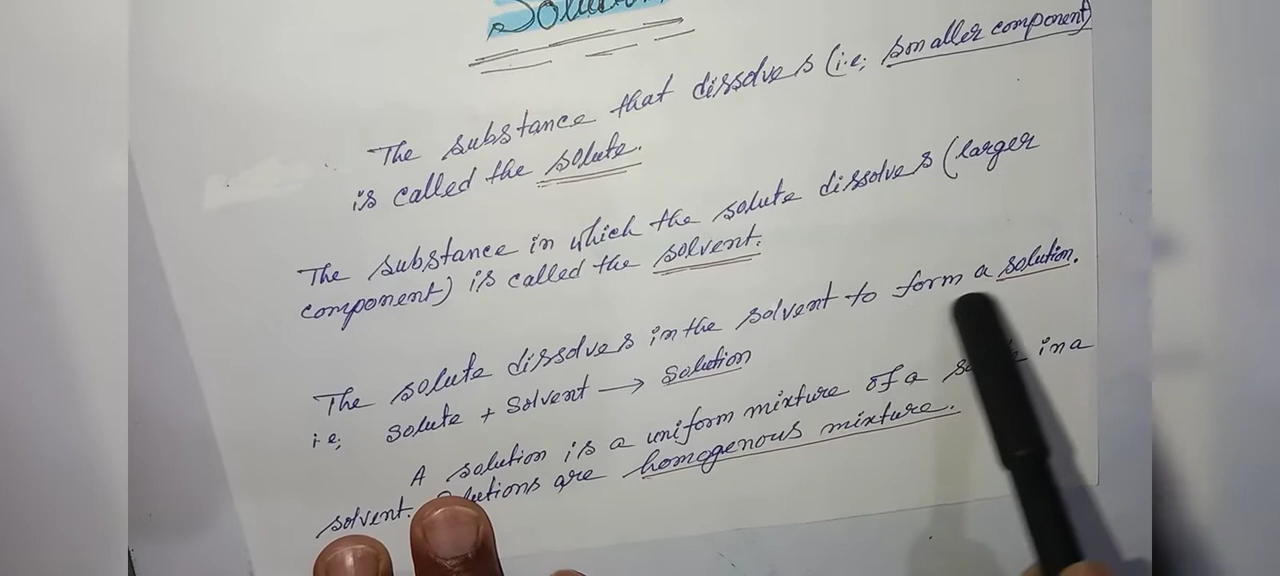 Solution
The substance that dissolves (i.e; smaller component)
is called the solute.
The substance in which the solute dissolves (larger
component) is called the solvent.
The solute dissolves in the solvent to form a solution.
i.e; solute + solvent → solution
A solution is a uniform mixture of a in a
solvent. Solutions are homogenous mixture.